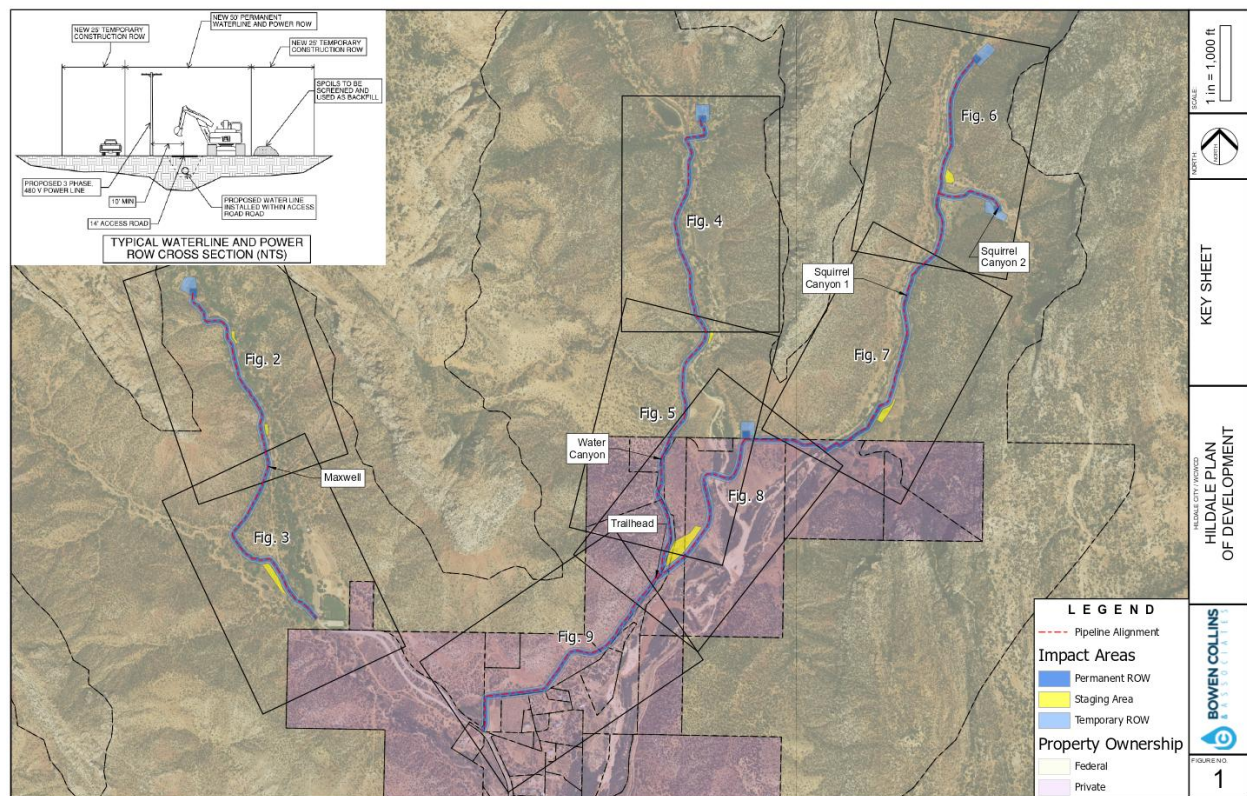 NEW 25' TEMPORARY
CONSTRUCTION ROW
NEW 50' PERMANENT
WATERLINE AND POWER
ROW
NEW 25' TEMPORARY
CONSTRUCTION ROW
SPOILS TO BE
SCREENED AND
USED AS BACKFILL
PROPOSED 3 PHASE,
480 V POWER LINE
10' MIN
14' ACCESS ROAD
PROPOSED WATER LINE
INSTALLED WITHIN ACCESS
ROAD ROAD
TYPICAL WATERLINE AND POWER
ROW CROSS SECTION (NTS)
Fig. 2
Maxwell
Fig. 3
Fig. 4
Fig. 5
Water
Canyon
Trailhead
Fig. 6
Squirrel
Canyon 2
Squirrel
Canyon 1
Fig. 7
Fig. 8
Fig. 9
LEGEND
Pipeline Alignment
Impact Areas
Permanent ROW
Staging Area
Temporary ROW
Property Ownership
Federal
Private
SCALE:
1 in = 1,000 ft
NORTH:
NORTH
KEY SHEET
HILDALE CITY / WCWCD
HILDALE PLAN
OF DEVELOPMENT
BOWEN COLLINS
& ASSOCIATES
FIGURE NO.
1